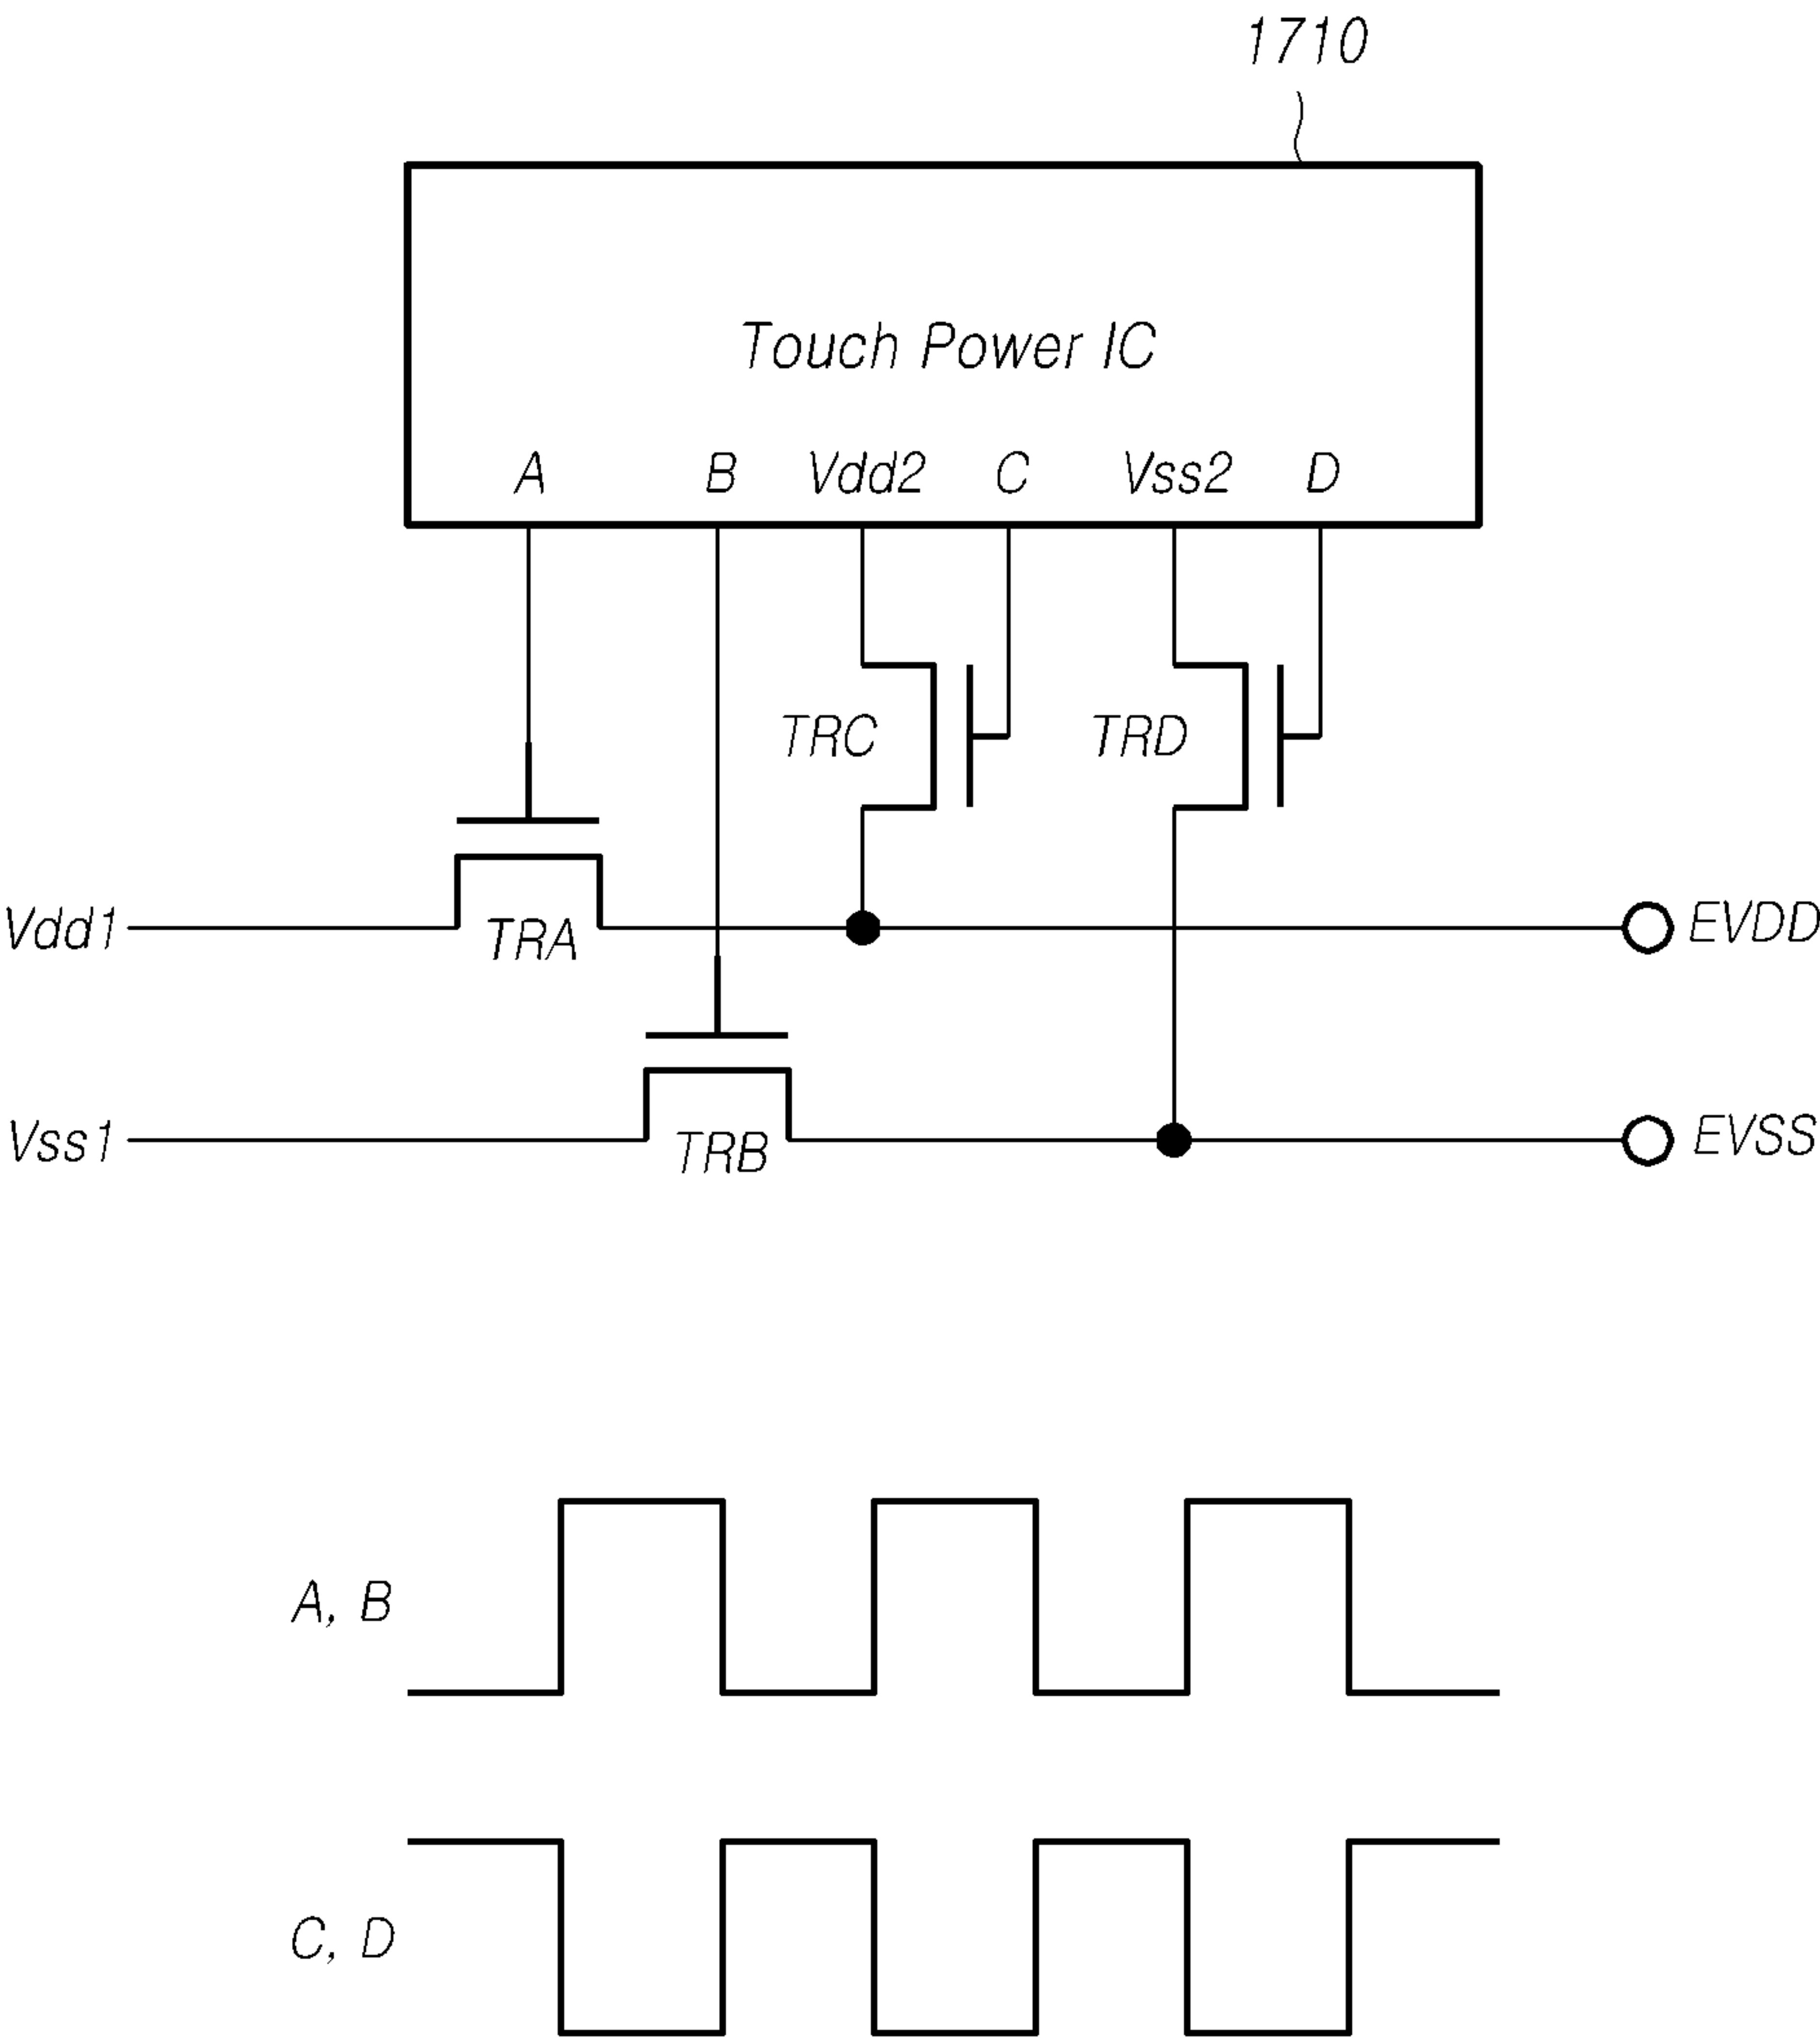 1710
Touch Power IC
A B Vdd2 C Vss2 D
TRC TRD
Vdd1 TRA EVDD
Vss1 TRB EVSS
A, B
C, D